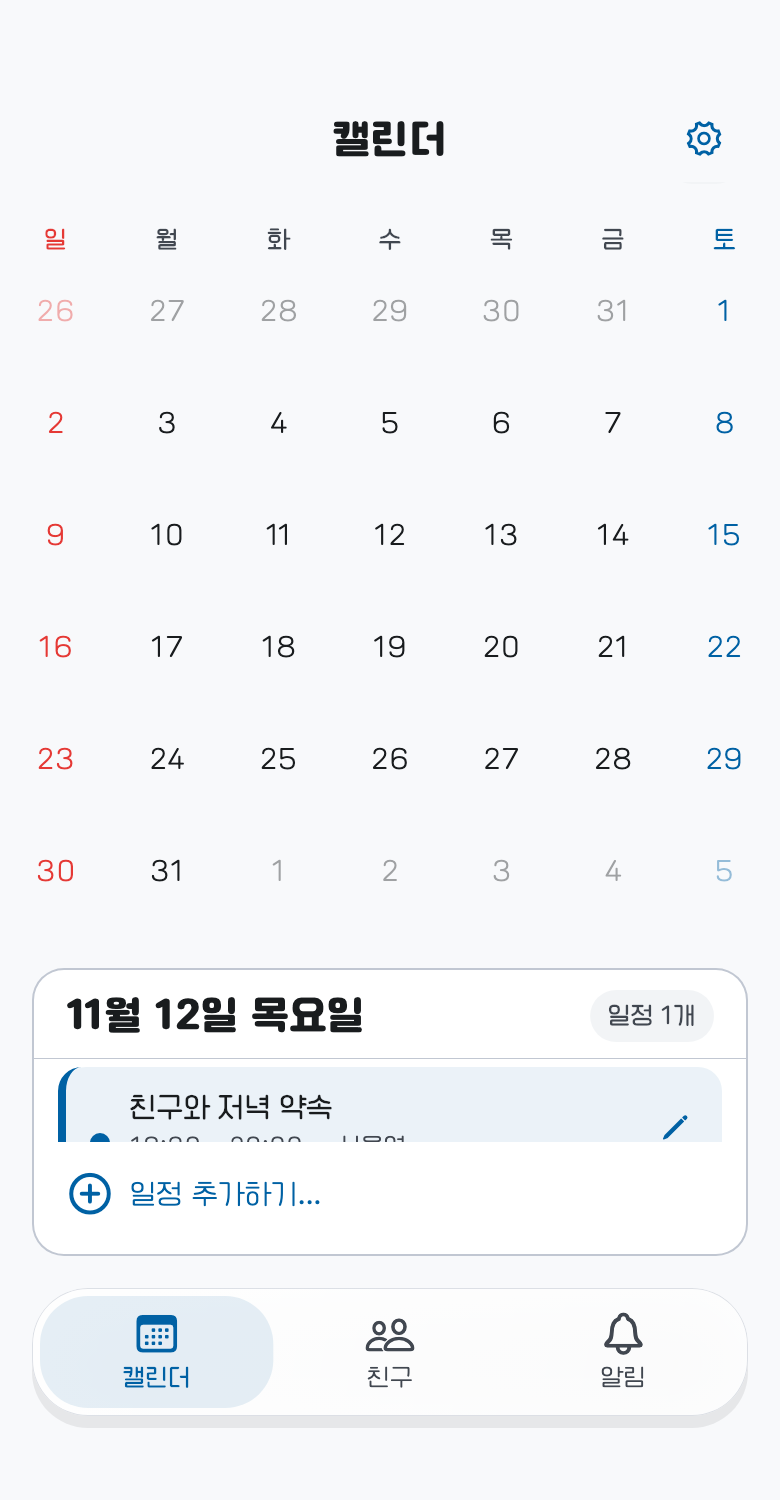 캘린더
일 월 화 수 목 금 토
26 27 28 29 30 31 1
2 3 4 5 6 7 8
9 10 11 12 13 14 15
16 17 18 19 20 21 22
23 24 25 26 27 28 29
30 31 1 2 3 4 5
11월 12일 목요일 일정 1개
친구와 저녁 약속
일정 추가하기...
캘린더 친구 알림